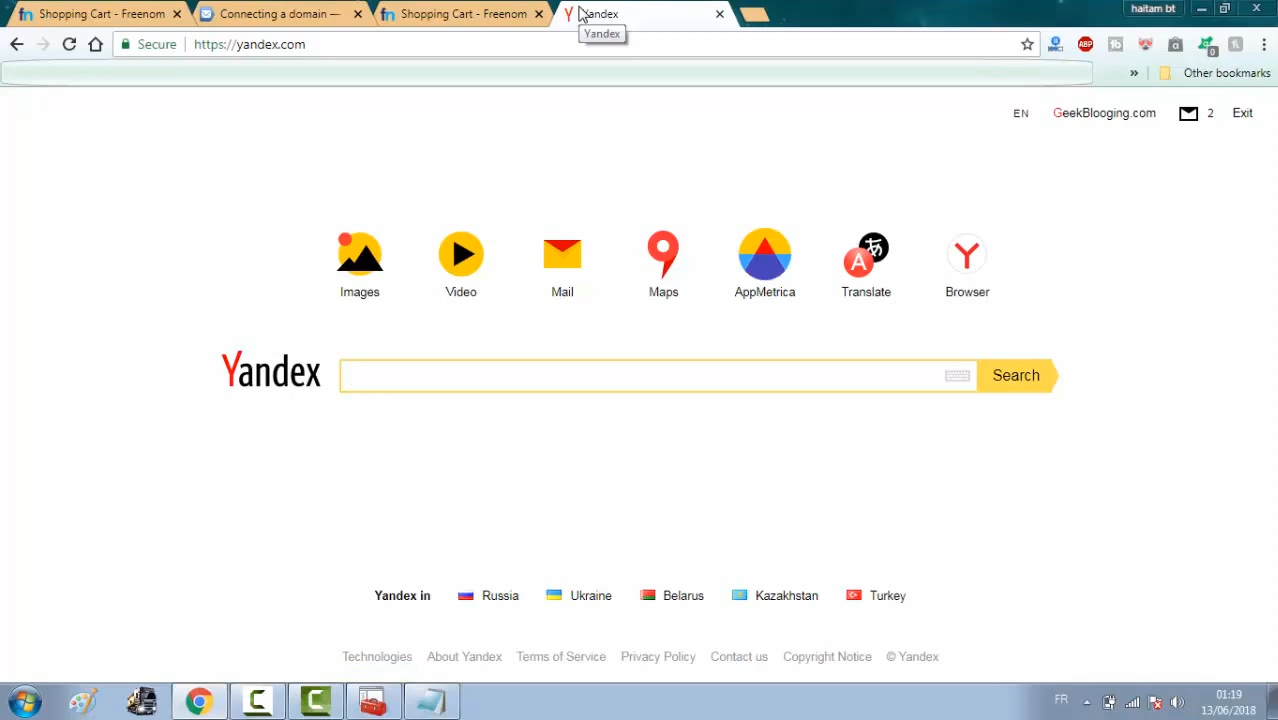 Shopping Cart - Freenom
Connecting a domain —
Shopping Cart - Freenom
Yandex
haitam bt
Yandex
Secure
https://yandex.com
»
Other bookmarks
EN
GeekBlooging.com
2
Exit
Images
Video
Mail
Maps
AppMetrica
Translate
Browser
Yandex
Search
Yandex in
Russia
Ukraine
Belarus
Kazakhstan
Turkey
Technologies
About Yandex
Terms of Service
Privacy Policy
Contact us
Copyright Notice
© Yandex
FR
01:19
13/06/2018